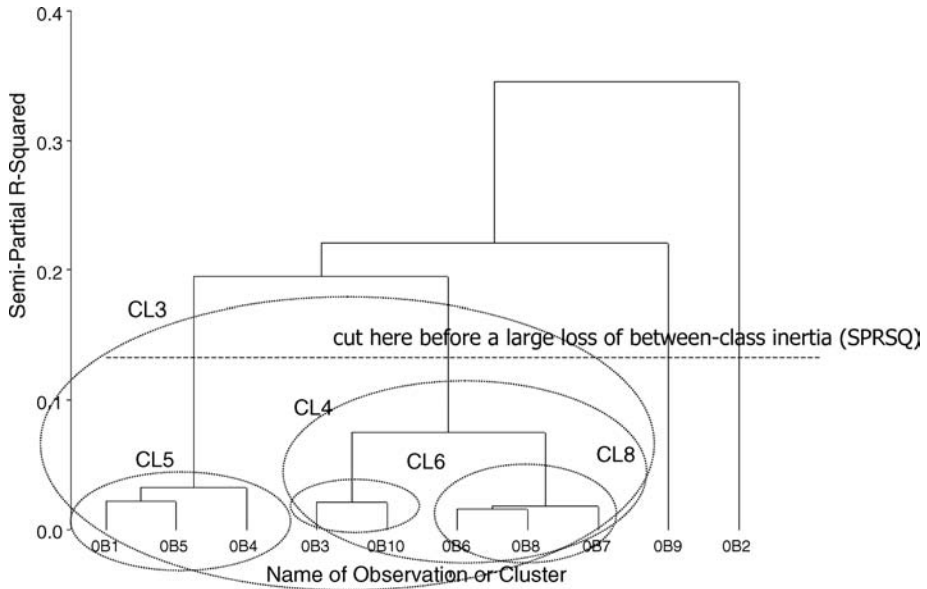 0.4
Semi-Partial R-Squared
0.3
0.2
CL3
cut here before a large loss of between-class inertia (SPRSQ)
0.1
CL4
CL5
CL6
CL8
0.0
0B1 0B5 0B4 0B3 0B10 0B6 0B8 0B7 0B9 0B2
Name of Observation or Cluster